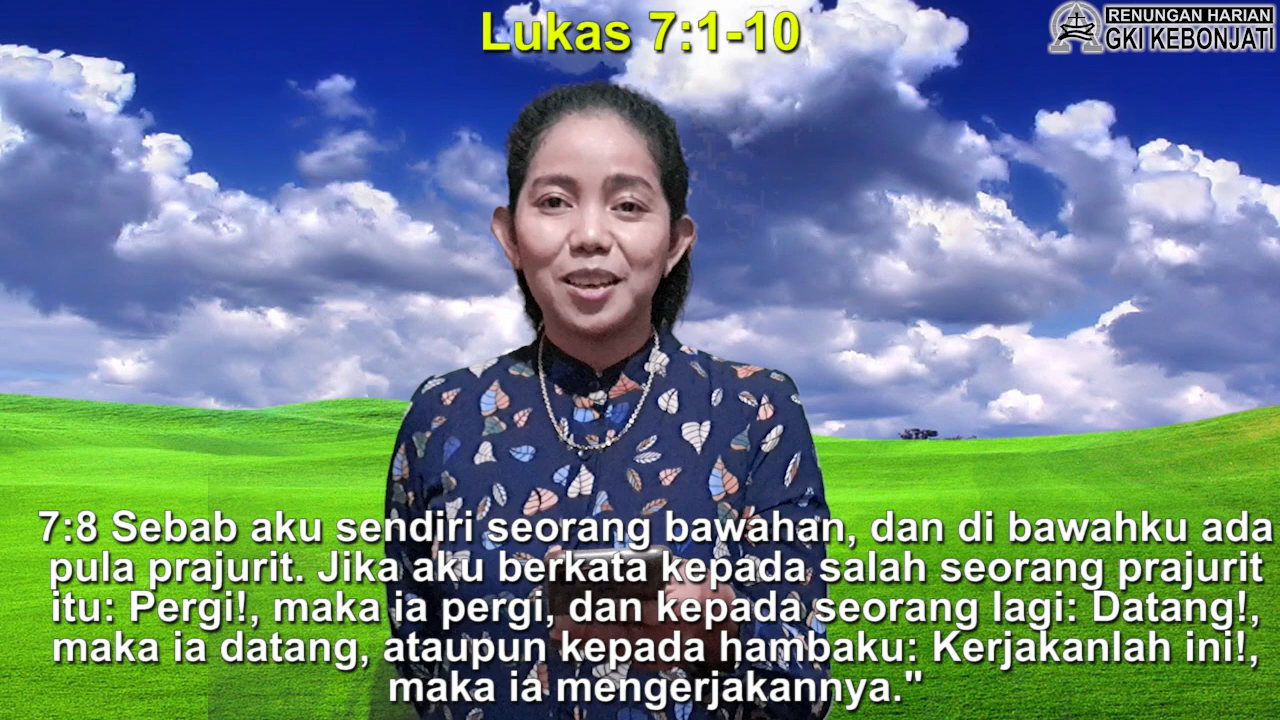 Lukas 7:1-10
RENUNGAN HARIAN
GKI KEBONJATI
7:8 Sebab aku sendiri seorang bawahan, dan di bawahku ada
pula prajurit. Jika aku berkata kepada salah seorang prajurit
itu: Pergi!, maka ia pergi, dan kepada seorang lagi: Datang!,
maka ia datang, ataupun kepada hambaku: Kerjakanlah ini!,
maka ia mengerjakannya."